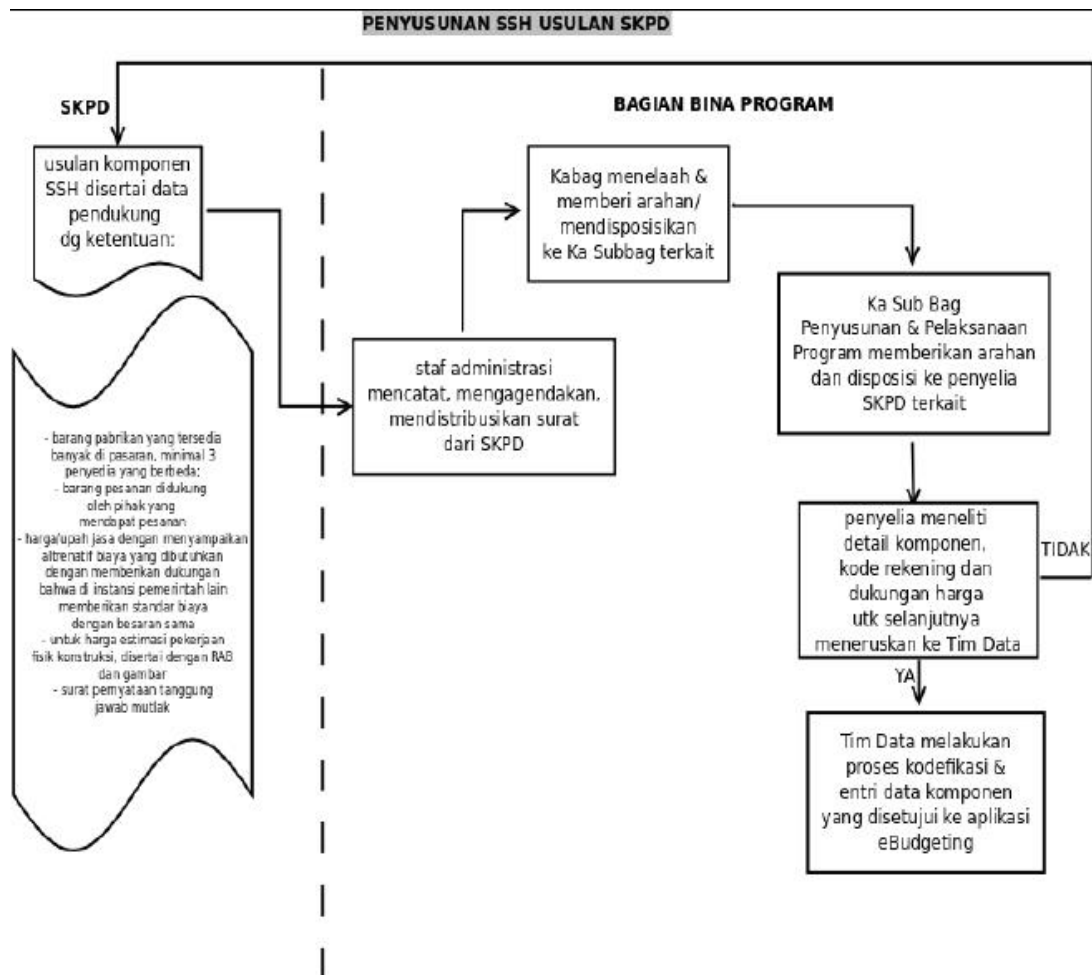 PENYUSUNAN SSH USULAN SKPD
SKPD
usulan komponen
SSH disertai data
pendukung
dg ketentuan:
- barang pabrikan yang tersedia
banyak di pasaran, minimal 3
penyedia yang berbeda:
- barang pesanan didukung
oleh pihak yang
mendapat pesanan
- harga/upah jasa dengan menyampaikan
altrenatif biaya yang dibutuhkan
dengan memberikan dukungan
bahwa di instansi pemerintah lain
memberikan standar biaya
dengan besaran sama
- untuk harga estimasi pekerjaan
fisik konstruksi, disertai dengan RAB
dan gambar
- surat pernyataan tanggung
jawab mutlak
BAGIAN BINA PROGRAM
staf administrasi
mencatat, mengagendakan,
mendistribusikan surat
dari SKPD
Kabag menelaah &
memberi arahan/
mendisposisikan
ke Ka Subbag terkait
Ka Sub Bag
Penyusunan & Pelaksanaan
Program memberikan arahan
dan disposisi ke penyelia
SKPD terkait
penyelia meneliti
detail komponen,
kode rekening dan
dukungan harga
utk selanjutnya
meneruskan ke Tim Data
TIDAK
YA
Tim Data melakukan
proses kodefikasi &
entri data komponen
yang disetujui ke aplikasi
eBudgeting